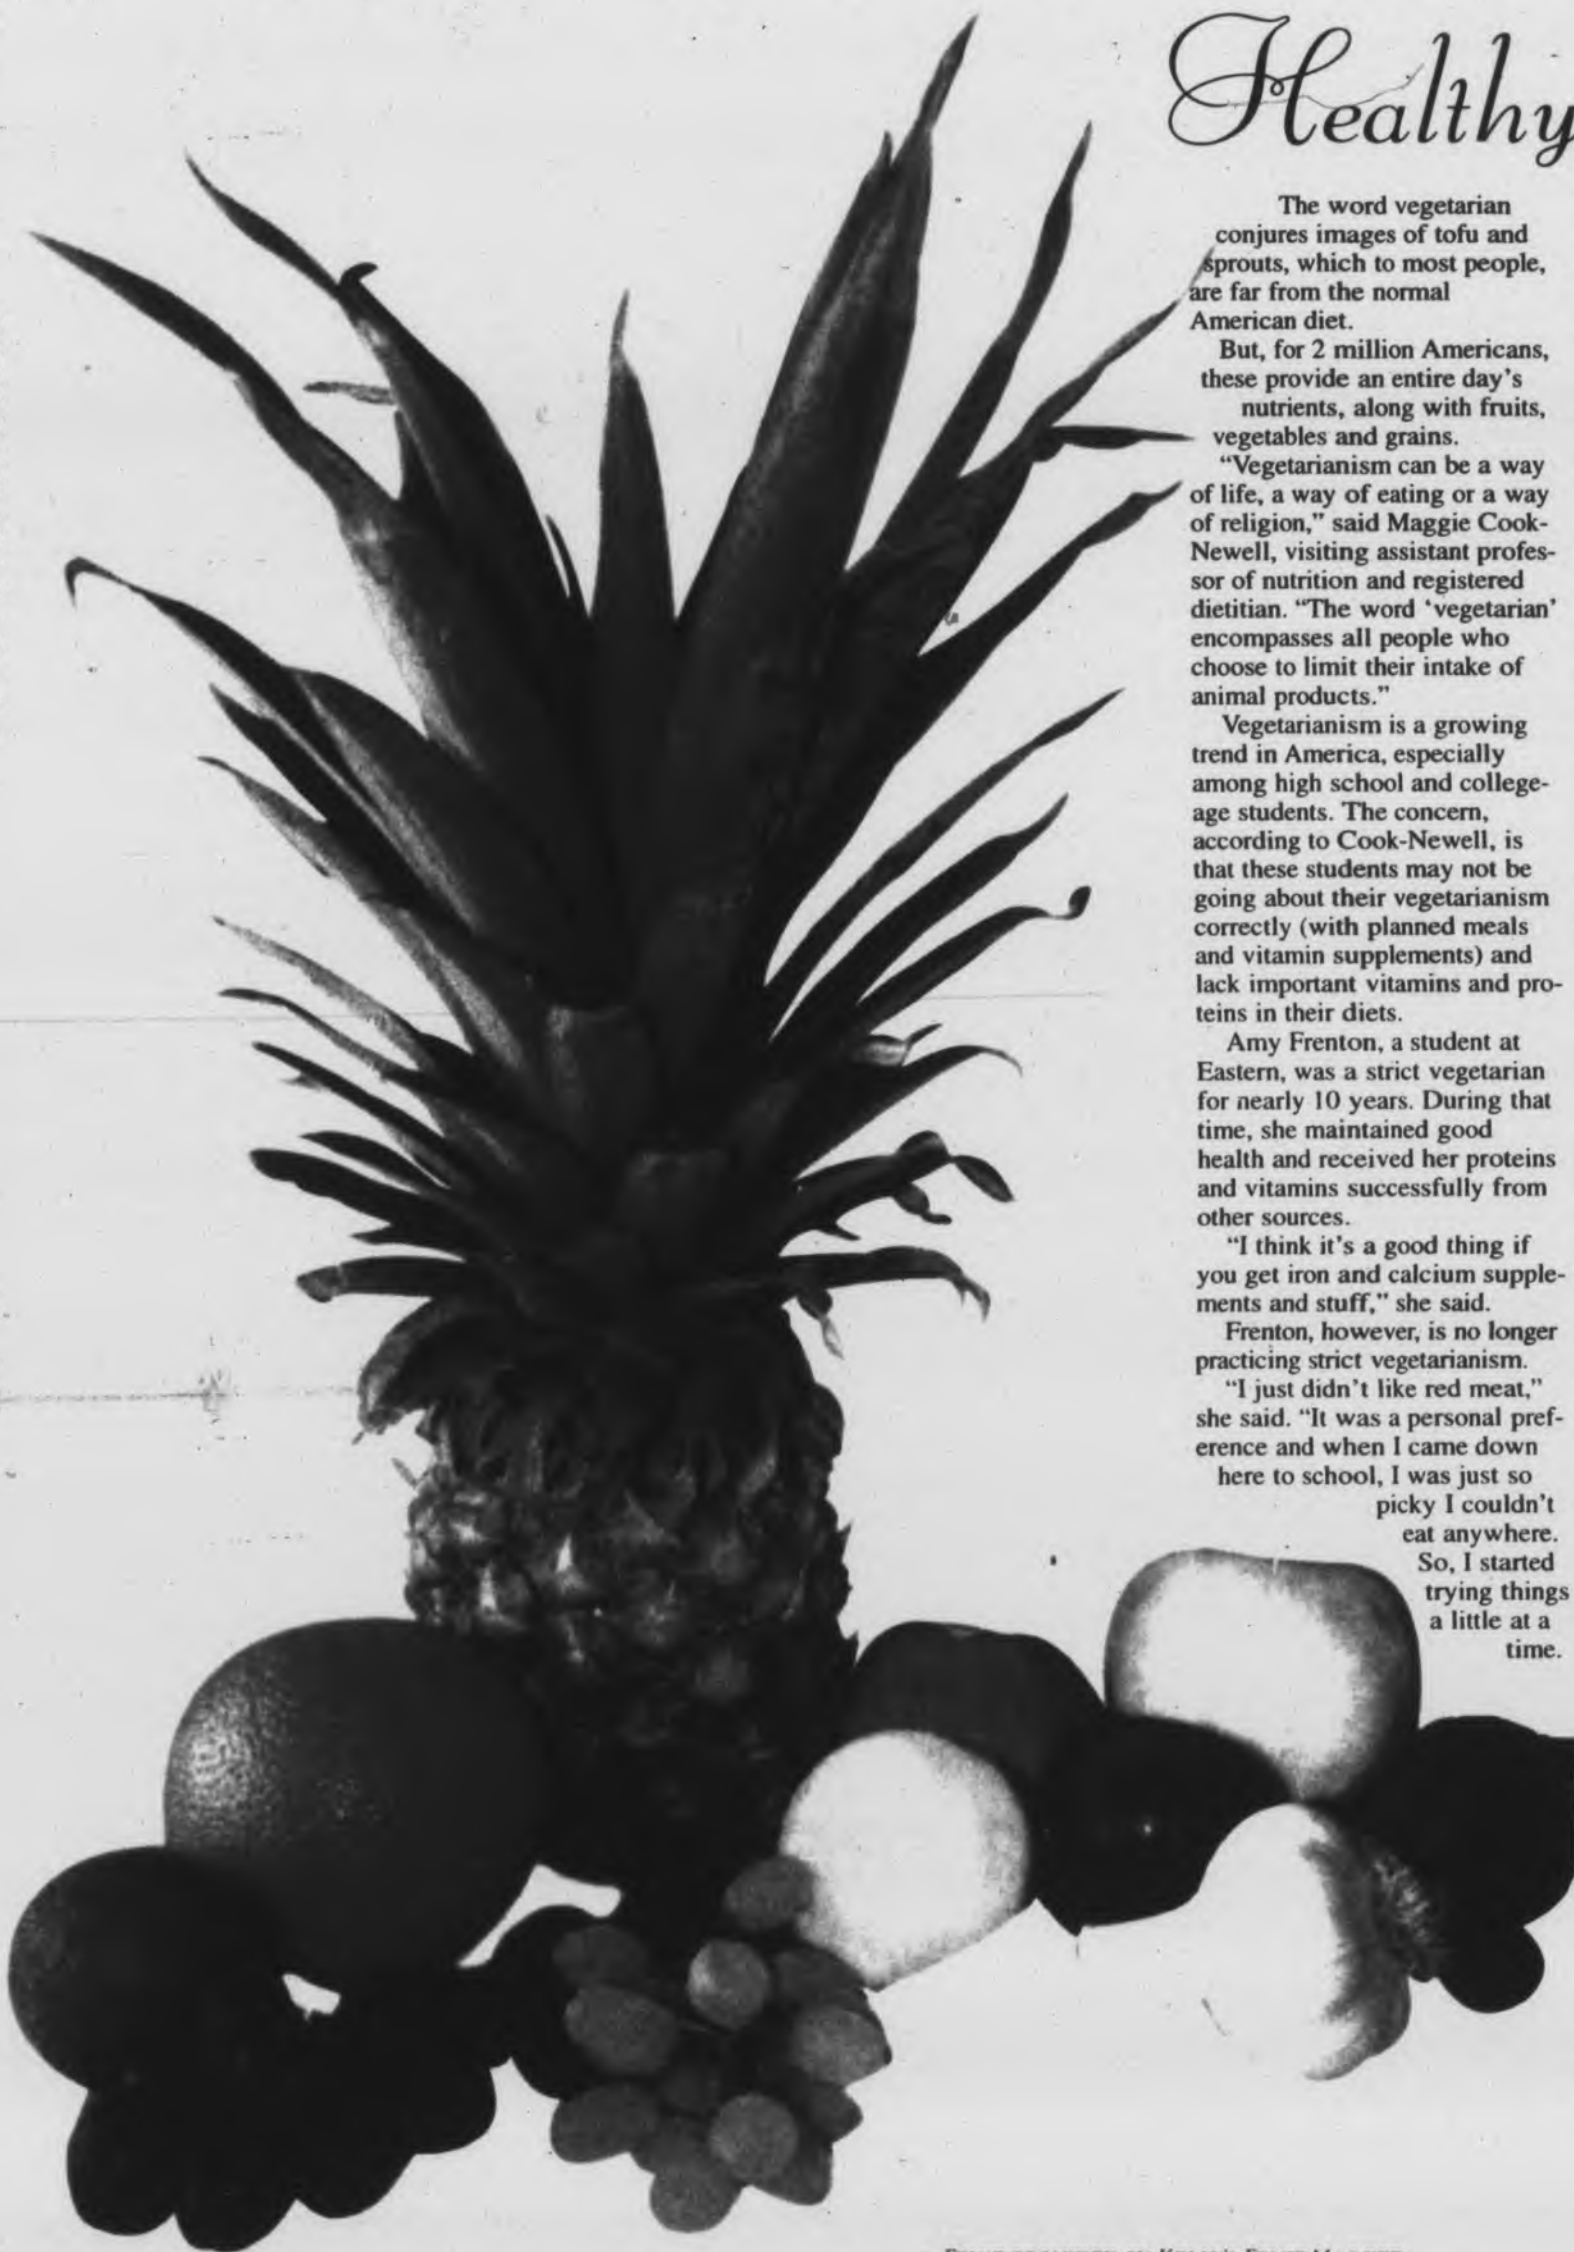 Healthy
The word vegetarian
conjures images of tofu and
sprouts, which to most people,
are far from the normal
American diet.
But, for 2 million Americans,
these provide an entire day's
nutrients, along with fruits,
vegetables and grains.
“Vegetarianism can be a way
of life, a way of eating or a way
of religion,” said Maggie Cook-
Newell, visiting assistant profes-
sor of nutrition and registered
dietitian. “The word ‘vegetarian’
encompasses all people who
choose to limit their intake of
animal products.”
Vegetarianism is a growing
trend in America, especially
among high school and college-
age students. The concern,
according to Cook-Newell, is
that these students may not be
going about their vegetarianism
correctly (with planned meals
and vitamin supplements) and
lack important vitamins and pro-
teins in their diets.
Amy Frenton, a student at
Eastern, was a strict vegetarian
for nearly 10 years. During that
time, she maintained good
health and received her proteins
and vitamins successfully from
other sources.
“I think it's a good thing if
you get iron and calcium supple-
ments and stuff,” she said.
Frenton, however, is no longer
practicing strict vegetarianism.
“I just didn't like red meat,”
she said. “It was a personal pref-
erence and when I came down
here to school, I was just so
picky I couldn't
eat anywhere.
So, I started
trying things
a little at a
time.